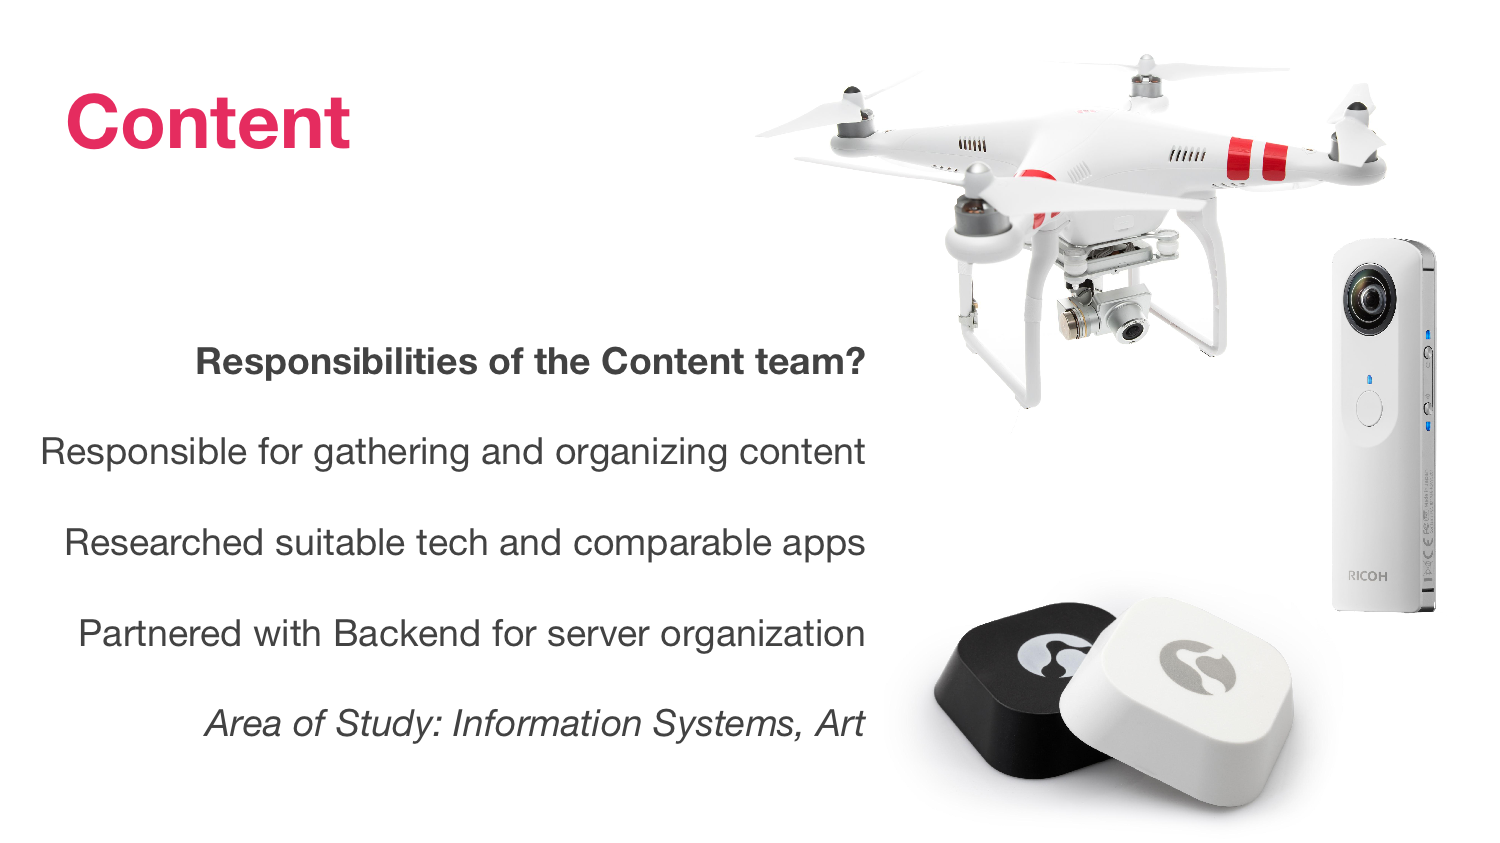 Content
Responsibilities of the Content team?
Responsible for gathering and organizing content
Researched suitable tech and comparable apps
Partnered with Backend for server organization
Area of Study: Information Systems, Art
RICOH